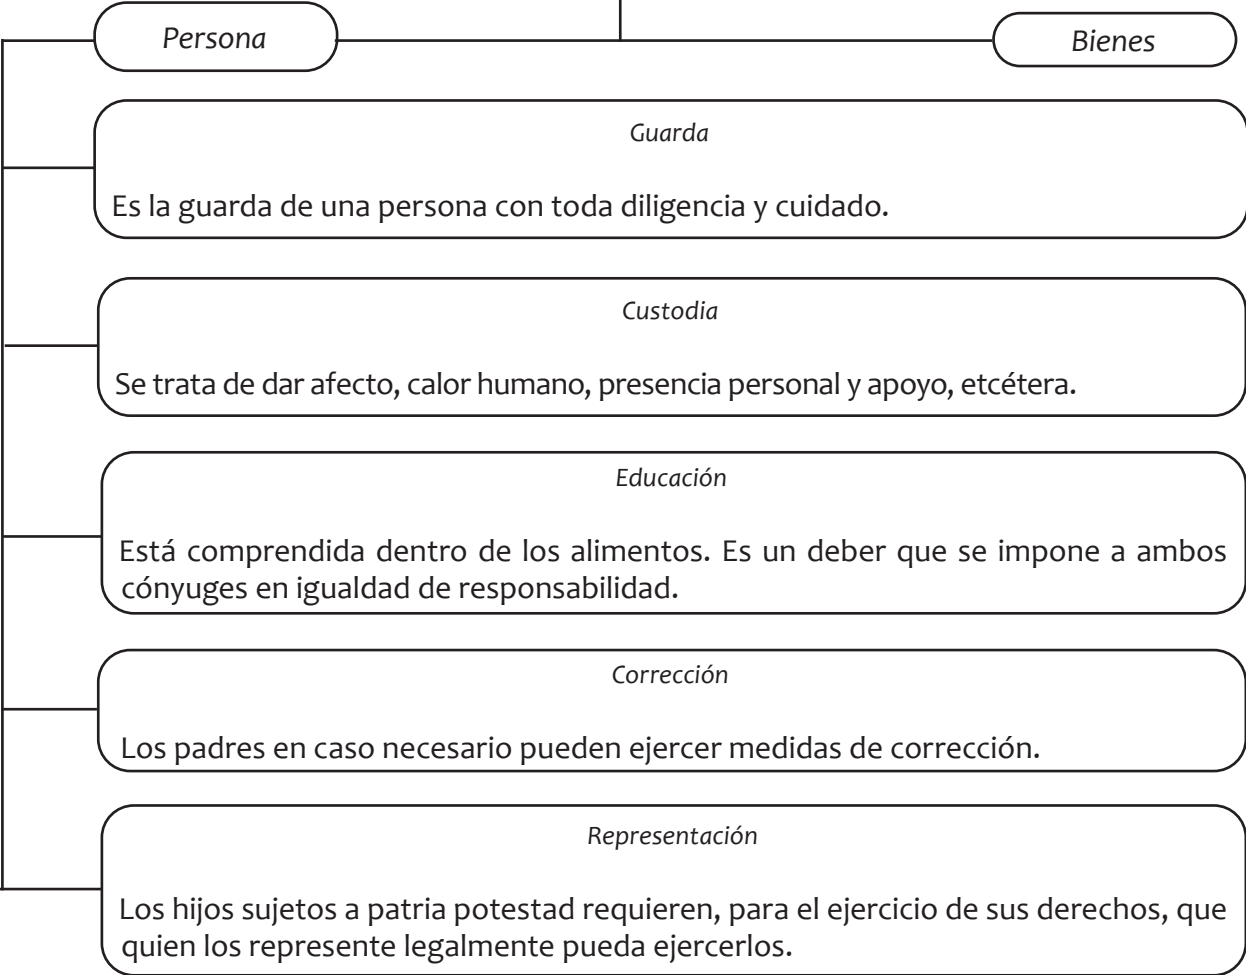 Persona
Bienes
Guarda
Es la guarda de una persona con toda diligencia y cuidado.
Custodia
Se trata de dar afecto, calor humano, presencia personal y apoyo, etcétera.
Educación
Está comprendida dentro de los alimentos. Es un deber que se impone a ambos
cónyuges en igualdad de responsabilidad.
Corrección
Los padres en caso necesario pueden ejercer medidas de corrección.
Representación
Los hijos sujetos a patria potestad requieren, para el ejercicio de sus derechos, que
quien los represente legalmente pueda ejercerlos.